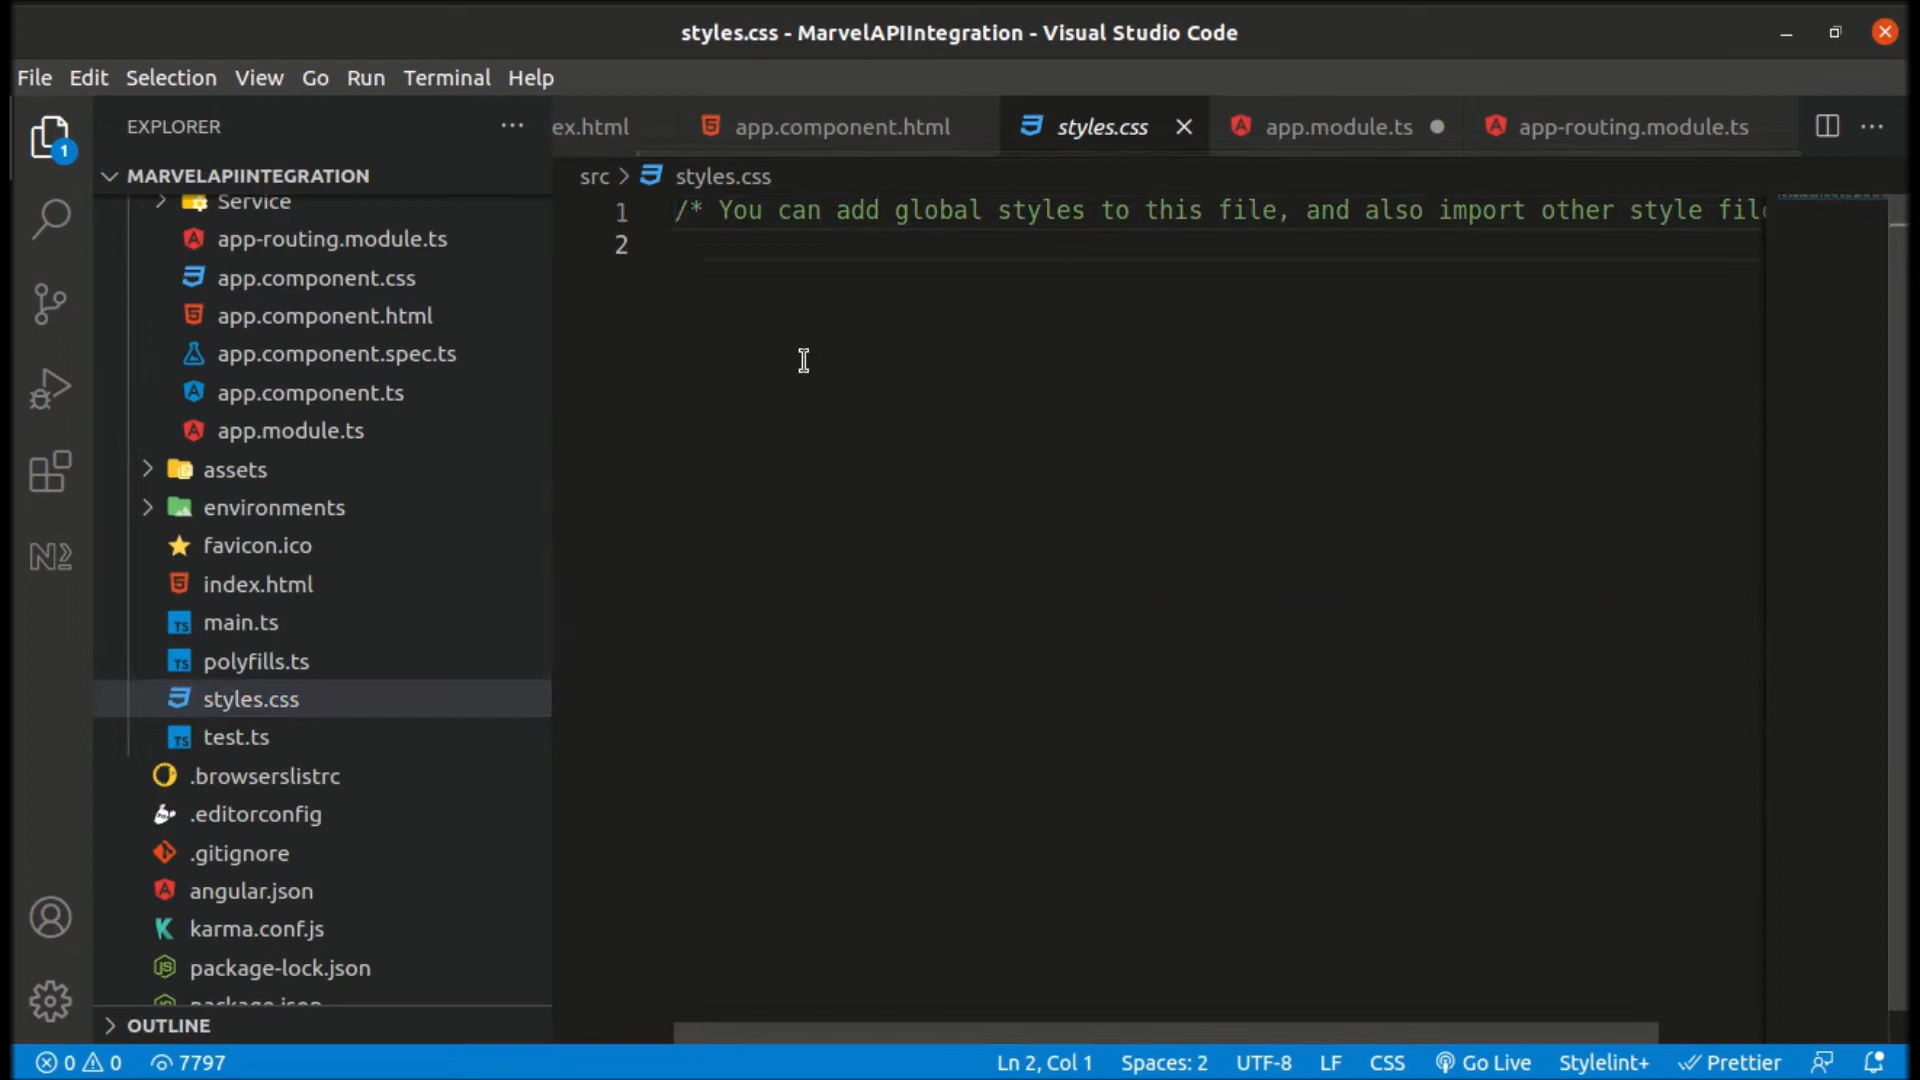 styles.css - MarvelAPIIntegration - Visual Studio Code
File Edit Selection View Go Run Terminal Help
EXPLORER
ex.html app.component.html styles.css app.module.ts app-routing.module.ts
1
MARVELAPIINTEGRATION
src > styles.css
Service
app-routing.module.ts
app.component.css
app.component.html
app.component.spec.ts
app.component.ts
app.module.ts
assets
environments
favicon.ico
index.html
main.ts
polyfills.ts
styles.css
test.ts
.browserslistrc
.editorconfig
.gitignore
angular.json
karma.conf.js
package-lock.json
package.json
OUTLINE
1 /* You can add global styles to this file, and also import other style file
2
0 0 7797 Ln 2, Col 1 Spaces: 2 UTF-8 LF CSS Go Live Stylelint+ Prettier